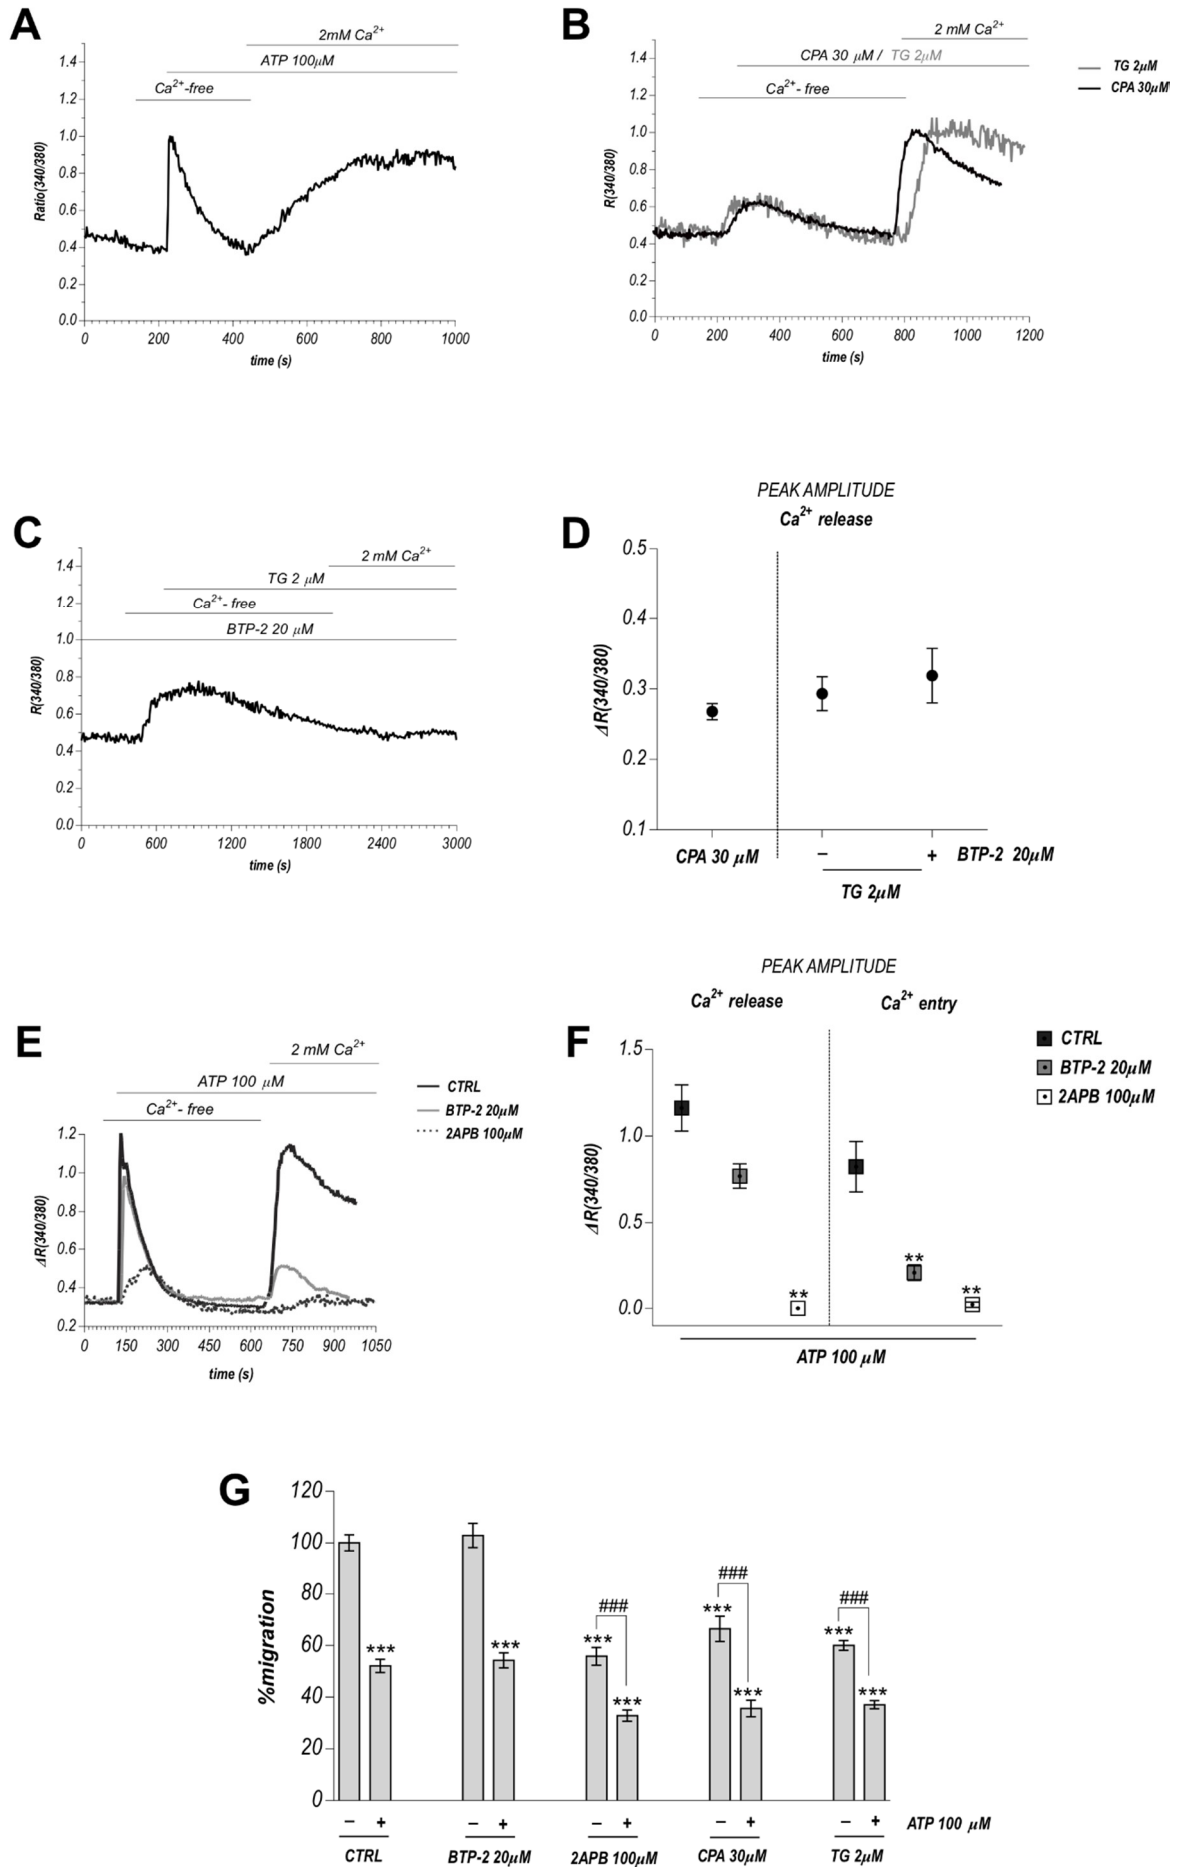 A
2mM Ca²⁺
ATP 100µM
Ca²⁺-free
1.4
1.2
1.0
0.8
0.6
0.4
0.2
0.0
Ratio(340/380)
0 200 400 600 800 1000
time (s)
B
2 mM Ca²⁺
CPA 30 µM / TG 2µM
Ca²⁺- free
TG 2µM
CPA 30µM
1.4
1.2
1.0
0.8
0.6
0.4
0.2
0.0
R(340/380)
0 200 400 600 800 1000 1200
time (s)
C
2 mM Ca²⁺
TG 2 µM
Ca²⁺- free
BTP-2 20 µM
1.4
1.2
1.0
0.8
0.6
0.4
0.2
0.0
R(340/380)
0 600 1200 1800 2400 3000
time (s)
D
PEAK AMPLITUDE
Ca²⁺ release
0.5
0.4
0.3
0.2
0.1
ΔR(340/380)
CPA 30 µM – + BTP-2 20µM
TG 2µM
E
2 mM Ca²⁺
ATP 100 µM
Ca²⁺- free
CTRL
BTP-2 20µM
2APB 100µM
1.2
1.0
0.8
0.6
0.4
0.2
ΔR(340/380)
0 150 300 450 600 750 900 1050
time (s)
F
PEAK AMPLITUDE
Ca²⁺ release Ca²⁺ entry
CTRL
BTP-2 20µM
2APB 100µM
1.5
1.0
0.5
0.0
ΔR(340/380)
** ** **
ATP 100 µM
G
120
100
80
60
40
20
0
%migration
### ### ###
*** *** *** *** *** *** *** ***
– + – + – + – + – + ATP 100 µM
CTRL BTP-2 20µM 2APB 100µM CPA 30µM TG 2µM